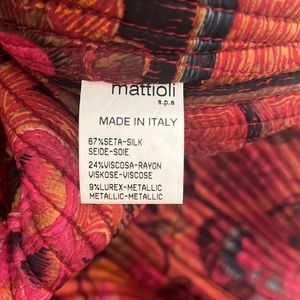 mattioli
s.p.a
MADE IN ITALY
67%SETA-SILK
SEIDE-SOIE
24%VISCOSA-RAYON
VISKOSE-VISCOSE
9%LUREX-METALLIC
METALLIC-METALLIC